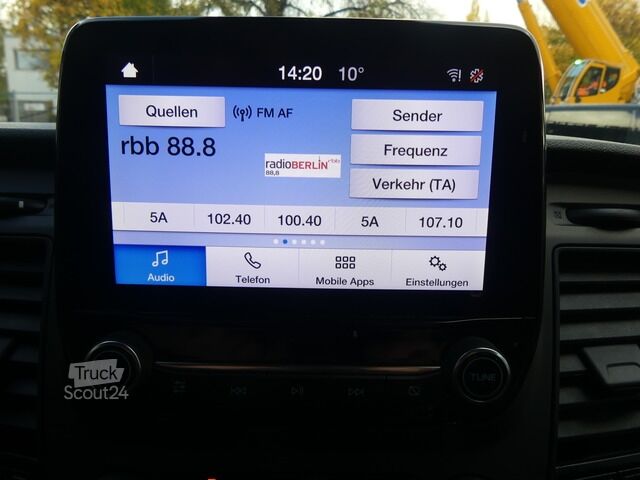 14:20 10°
Quellen FM AF Sender
rbb 88.8
radioBERLIN rbb
88,8
Frequenz
Verkehr (TA)
5A 102.40 100.40 5A 107.10
Audio Telefon Mobile Apps Einstellungen
TUNE
Truck
Scout24